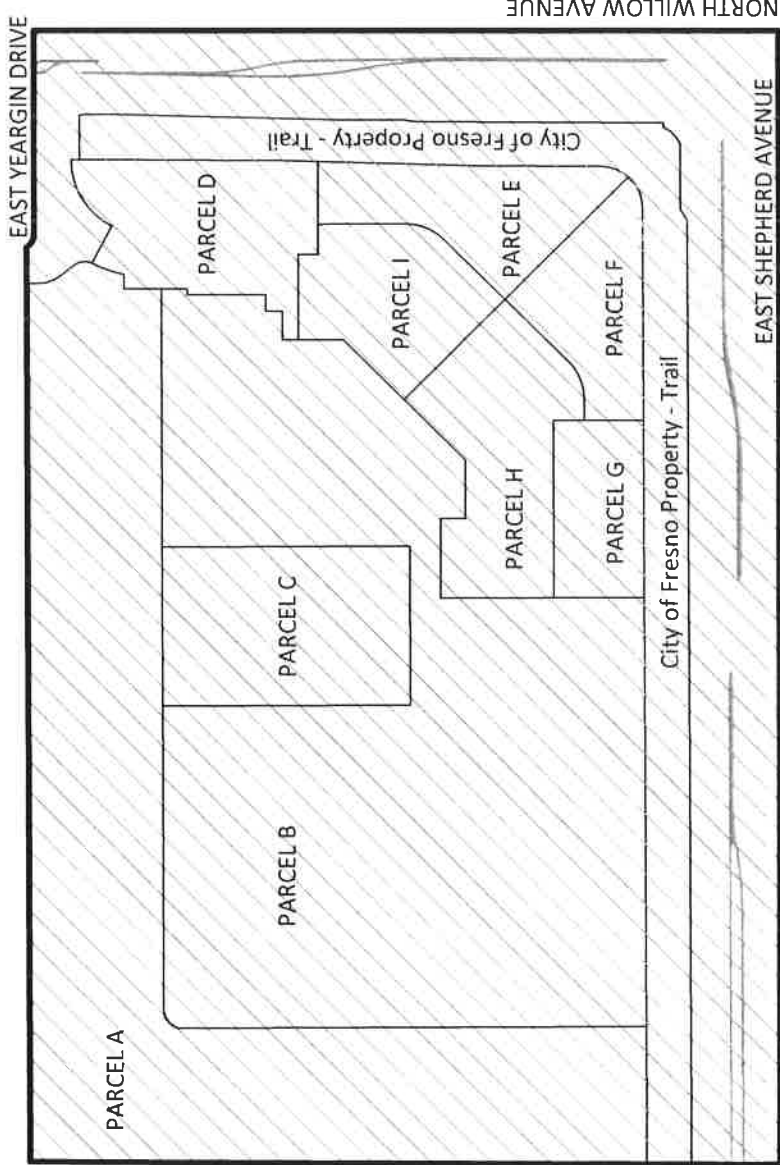 EAST YEARGIN DRIVE
NORTH WILLOW AVENUE
City of Fresno Property - Trail
PARCEL D
PARCEL E
PARCEL I
PARCEL F
PARCEL H
PARCEL G
PARCEL C
PARCEL B
PARCEL A
City of Fresno Property - Trail
EAST SHEPHERD AVENUE